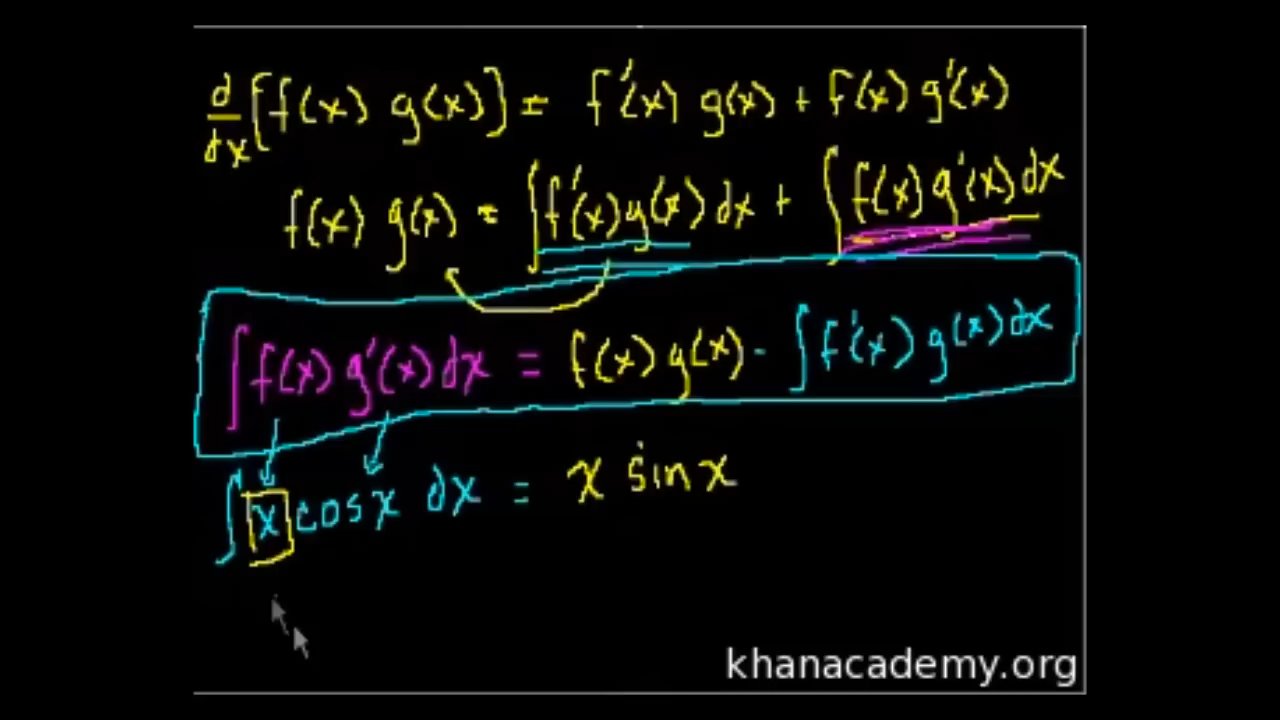 d/dx [f(x) g(x)] = f'(x) g(x) + f(x) g'(x)
f(x) g(x) = ∫f'(x) g(x) dx + ∫f(x) g'(x) dx
∫f(x) g'(x) dx = f(x) g(x) - ∫f'(x) g(x) dx
∫x cos x dx = x sin x
khanacademy.org